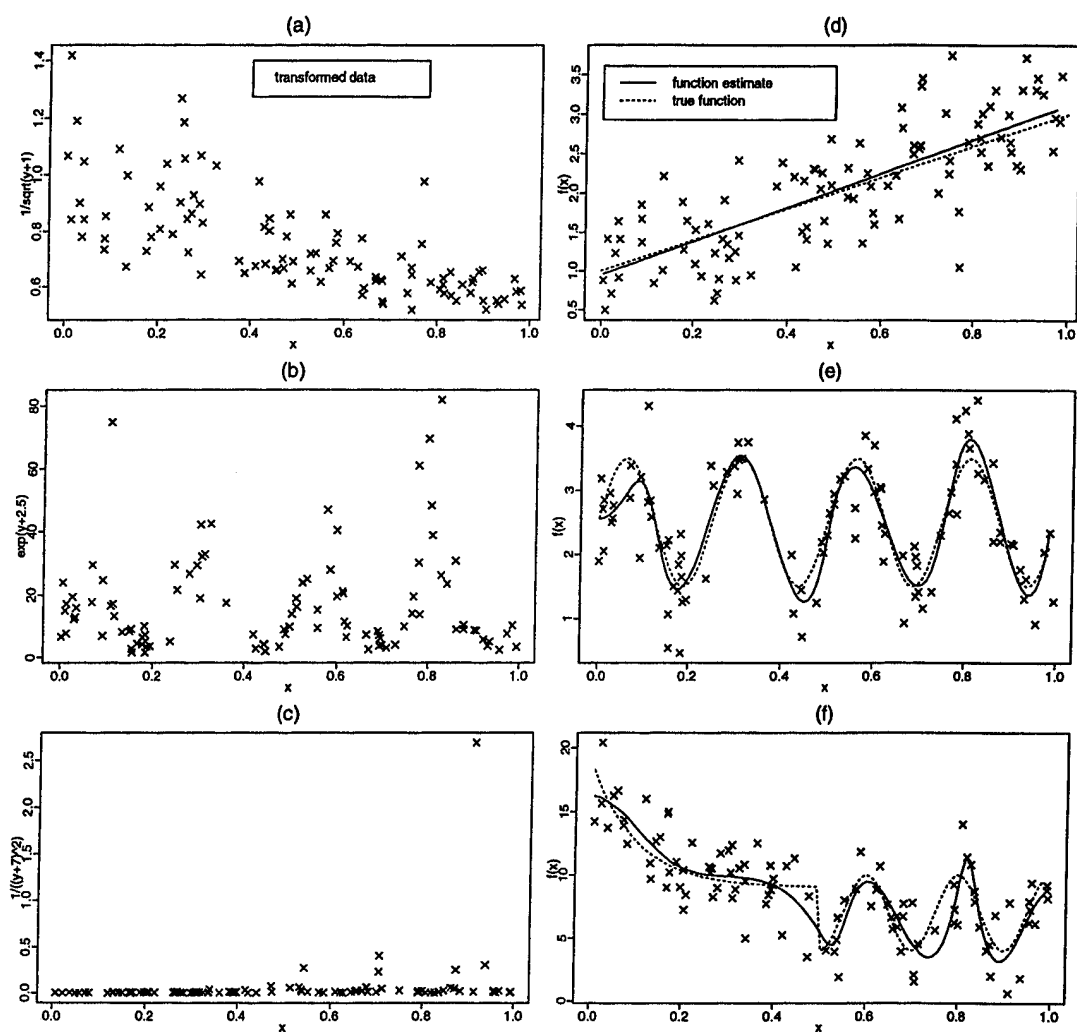 (a)
1/sqrt(y+1)
1.4
1.2
1.0
0.8
0.6
transformed data
0.0 0.2 0.4 0.6 0.8 1.0
x
(d)
f(x)
3.5
3.0
2.5
2.0
1.5
1.0
0.5
function estimate
true function
0.0 0.2 0.4 0.6 0.8 1.0
x
(b)
exp(y+2.5)
80
60
40
20
0
0.0 0.2 0.4 0.6 0.8 1.0
x
(e)
f(x)
4
3
2
1
0.0 0.2 0.4 0.6 0.8 1.0
x
(c)
1/((y+7)^2)
2.5
2.0
1.5
1.0
0.5
0.0
0.0 0.2 0.4 0.6 0.8 1.0
x
(f)
f(x)
20
15
10
5
0
0.0 0.2 0.4 0.6 0.8 1.0
x